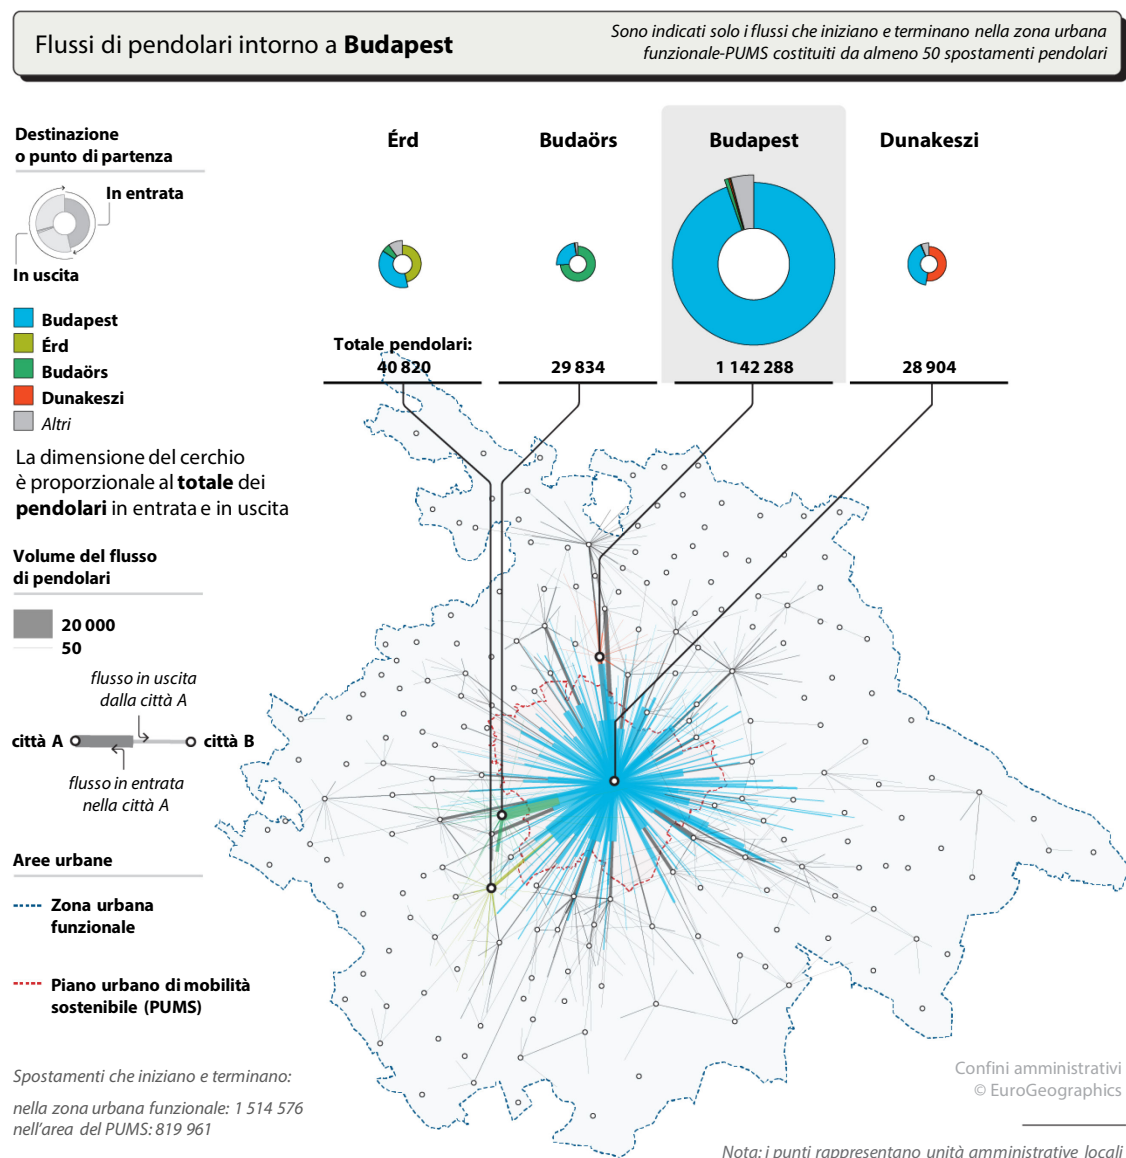 Flussi di pendolari intorno a Budapest
Sono indicati solo i flussi che iniziano e terminano nella zona urbana
funzionale-PUMS costituiti da almeno 50 spostamenti pendolari
Destinazione
o punto di partenza
In entrata
In uscita
Budapest
Érd
Budaörs
Dunakeszi
Altri
La dimensione del cerchio
è proporzionale al totale dei
pendolari in entrata e in uscita
Érd
Budaörs
Budapest
Dunakeszi
Totale pendolari:
40 820
29 834
1 142 288
28 904
Volume del flusso
di pendolari
20 000
50
flusso in uscita
dalla città A
città A
città B
flusso in entrata
nella città A
Aree urbane
Zona urbana
funzionale
Piano urbano di mobilità
sostenibile (PUMS)
Spostamenti che iniziano e terminano:
nella zona urbana funzionale: 1 514 576
nell'area del PUMS: 819 961
Confini amministrativi
© EuroGeographics
Nota: i punti rappresentano unità amministrative locali